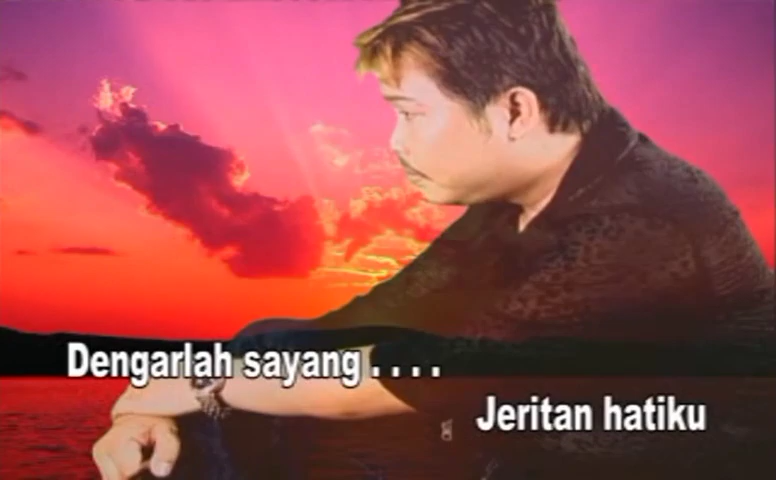 Dengarlah sayang . . . .
Jeritan hatiku